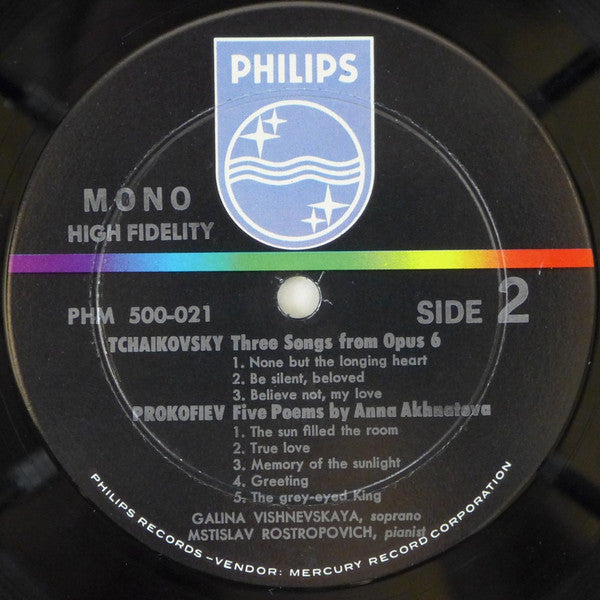 PHILIPS
MONO
HIGH FIDELITY
PHM 500-021
SIDE 2
TCHAIKOVSKY Three Songs from Opus 6
1. None but the longing heart
2. Be silent, beloved
3. Believe not, my love
PROKOFIEV Five Poems by Anna Akhmatova
1. The sun filled the room
2. True love
3. Memory of the sunlight
4. Greeting
5. The grey-eyed King
GALINA VISHNEVSKAYA, soprano
MSTISLAV ROSTROPOVICH, pianist
PHILIPS RECORDS –VENDOR: MERCURY RECORD CORPORATION